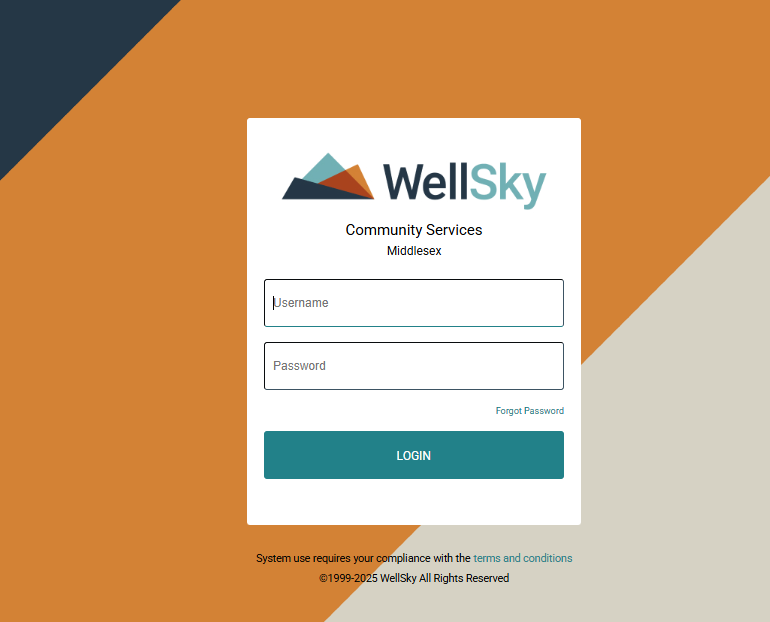 WellSky
Community Services
Middlesex
Username
Password
Forgot Password
LOGIN
System use requires your compliance with the terms and conditions
©1999-2025 WellSky All Rights Reserved